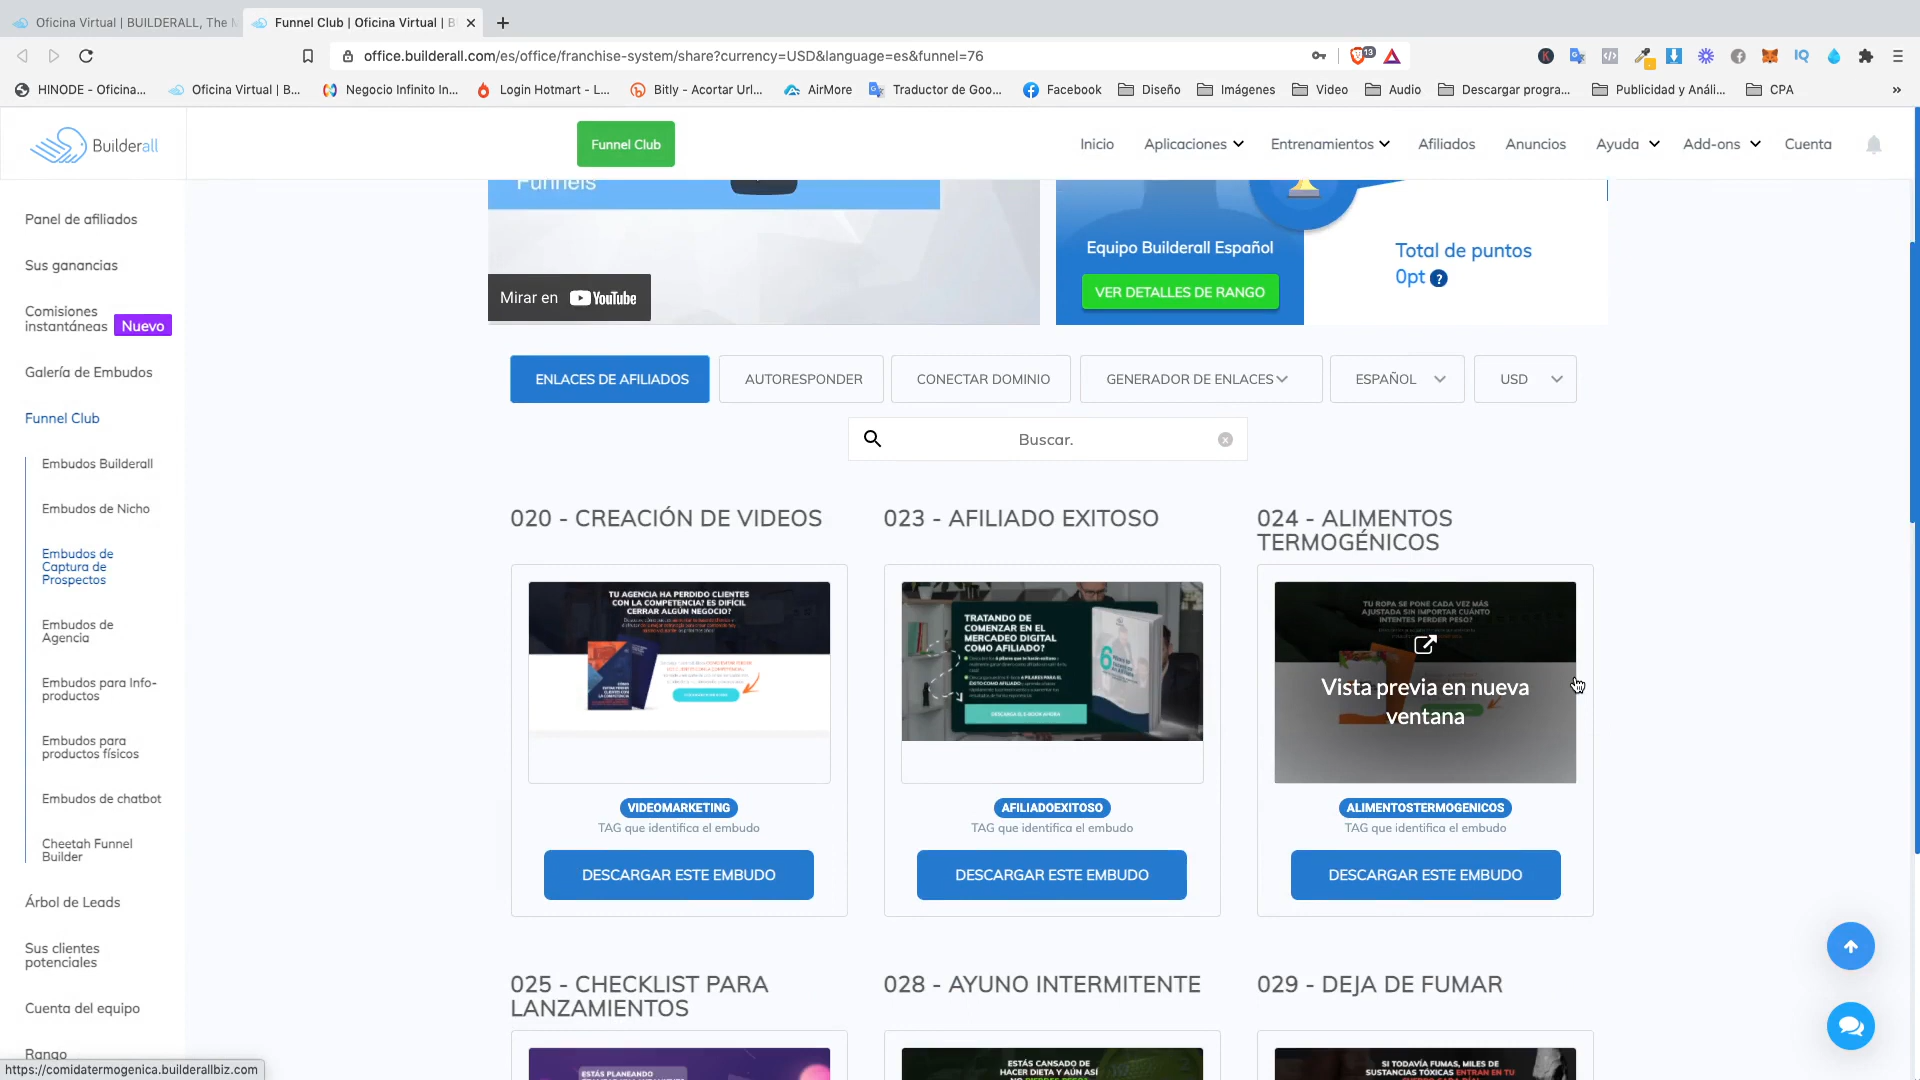 Oficina Virtual | BUILDERALL, The
Funnel Club | Oficina Virtual | B
office.builderall.com/es/office/franchise-system/share?currency=USD&language=es&funnel=76
13
HINODE - Oficina...
Oficina Virtual | B...
Negocio Infinito In...
Login Hotmart - L...
Bitly - Acortar Url...
AirMore
Traductor de Goo...
Facebook
Diseño
Imágenes
Video
Audio
Descargar progra...
Publicidad y Análi...
CPA
»
Builderall
Funnel Club
Inicio
Aplicaciones
Entrenamientos
Afiliados
Anuncios
Ayuda
Add-ons
Cuenta
Panel de afiliados
Sus ganancias
Comisiones
instantáneas Nuevo
Galería de Embudos
Funnel Club
Embudos Builderall
Embudos de Nicho
Embudos de
Captura de
Prospectos
Embudos de
Agencia
Embudos para Info-
productos
Embudos para
productos físicos
Embudos de chatbot
Cheetah Funnel
Builder
Árbol de Leads
Sus clientes
potenciales
Cuenta del equipo
Rango
https://comidatermogenica.builderallbiz.com
Funnels
Mirar en YouTube
Equipo Builderall Español
VER DETALLES DE RANGO
Total de puntos
0pt ?
ENLACES DE AFILIADOS
AUTORESPONDER
CONECTAR DOMINIO
GENERADOR DE ENLACES
ESPAÑOL
USD
Buscar.
020 - CREACIÓN DE VIDEOS
TU AGENCIA HA PERDIDO CLIENTES
CON LA COMPETENCIA? ES DIFÍCIL
CERRAR ALGÚN NEGOCIO?
VIDEOMARKETING
TAG que identifica el embudo
DESCARGAR ESTE EMBUDO
023 - AFILIADO EXITOSO
TRATANDO DE
COMENZAR EN EL
MERCADEO DIGITAL
COMO AFILIADO?
6
DESCARGA EL E-BOOK AHORA
AFILIADOEXITOSO
TAG que identifica el embudo
DESCARGAR ESTE EMBUDO
024 - ALIMENTOS
TERMOGÉNICOS
TU ROPA SE PONE CADA VEZ MÁS
AJUSTADA SIN IMPORTAR CUÁNTO
INTENTES PERDER PESO?
Vista previa en nueva
ventana
ALIMENTOSTERMOGENICOS
TAG que identifica el embudo
DESCARGAR ESTE EMBUDO
025 - CHECKLIST PARA
LANZAMIENTOS
ESTÁS PLANEANDO
028 - AYUNO INTERMITENTE
ESTÁS CANSADO DE
HACER DIETA Y AÚN ASÍ
029 - DEJA DE FUMAR
SI TODAVÍA FUMAS, MILES DE
SUSTANCIAS TÓXICAS ENTRAN EN TU